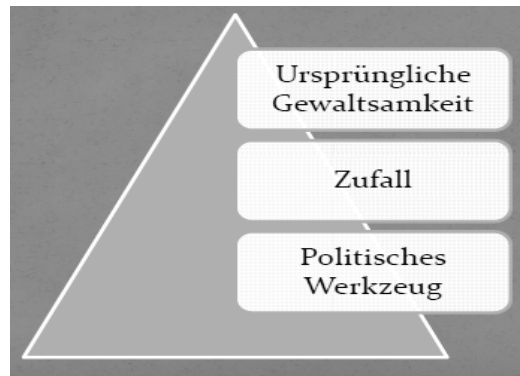 Ursprüngliche
Gewaltsamkeit
Zufall
Politisches
Werkzeug